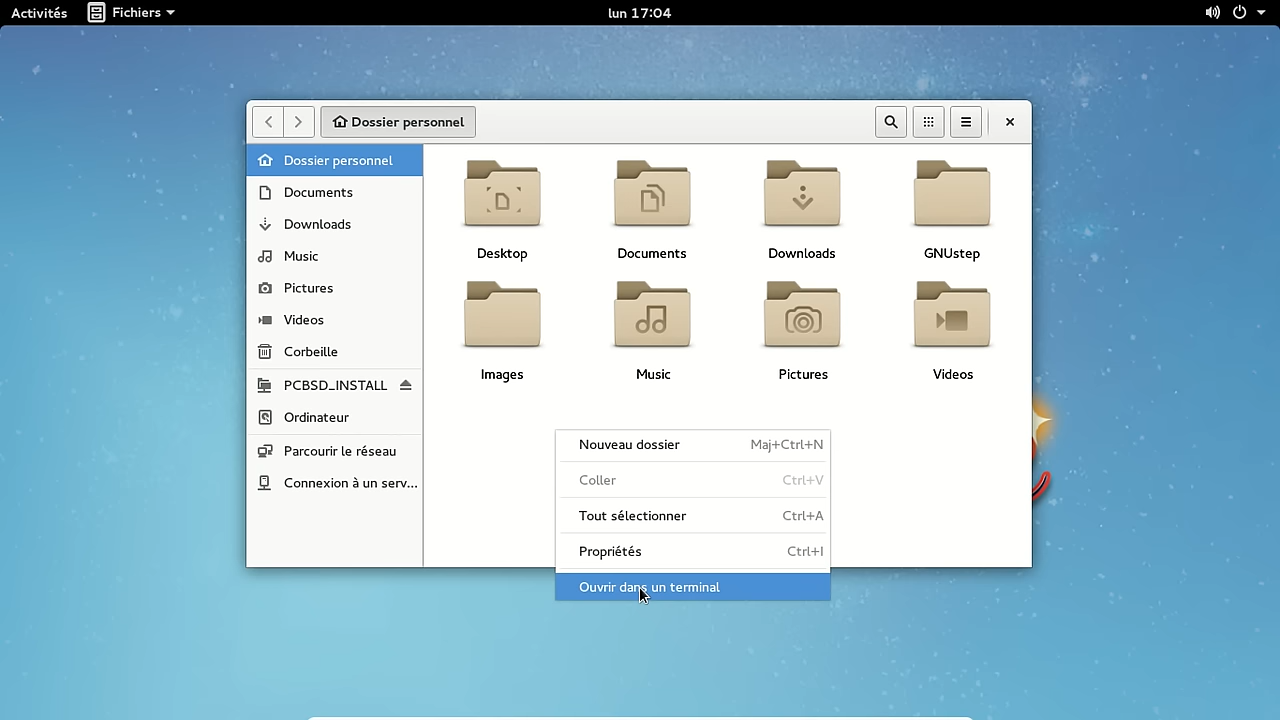 Activités Fichiers lun 17:04
Dossier personnel
Dossier personnel
Documents
Downloads
Music
Pictures
Videos
Corbeille
PCBSD_INSTALL
Ordinateur
Parcourir le réseau
Connexion à un serv...
Desktop Documents Downloads GNUstep
Images Music Pictures Videos
Nouveau dossier Maj+Ctrl+N
Coller Ctrl+V
Tout sélectionner Ctrl+A
Propriétés Ctrl+I
Ouvrir dans un terminal